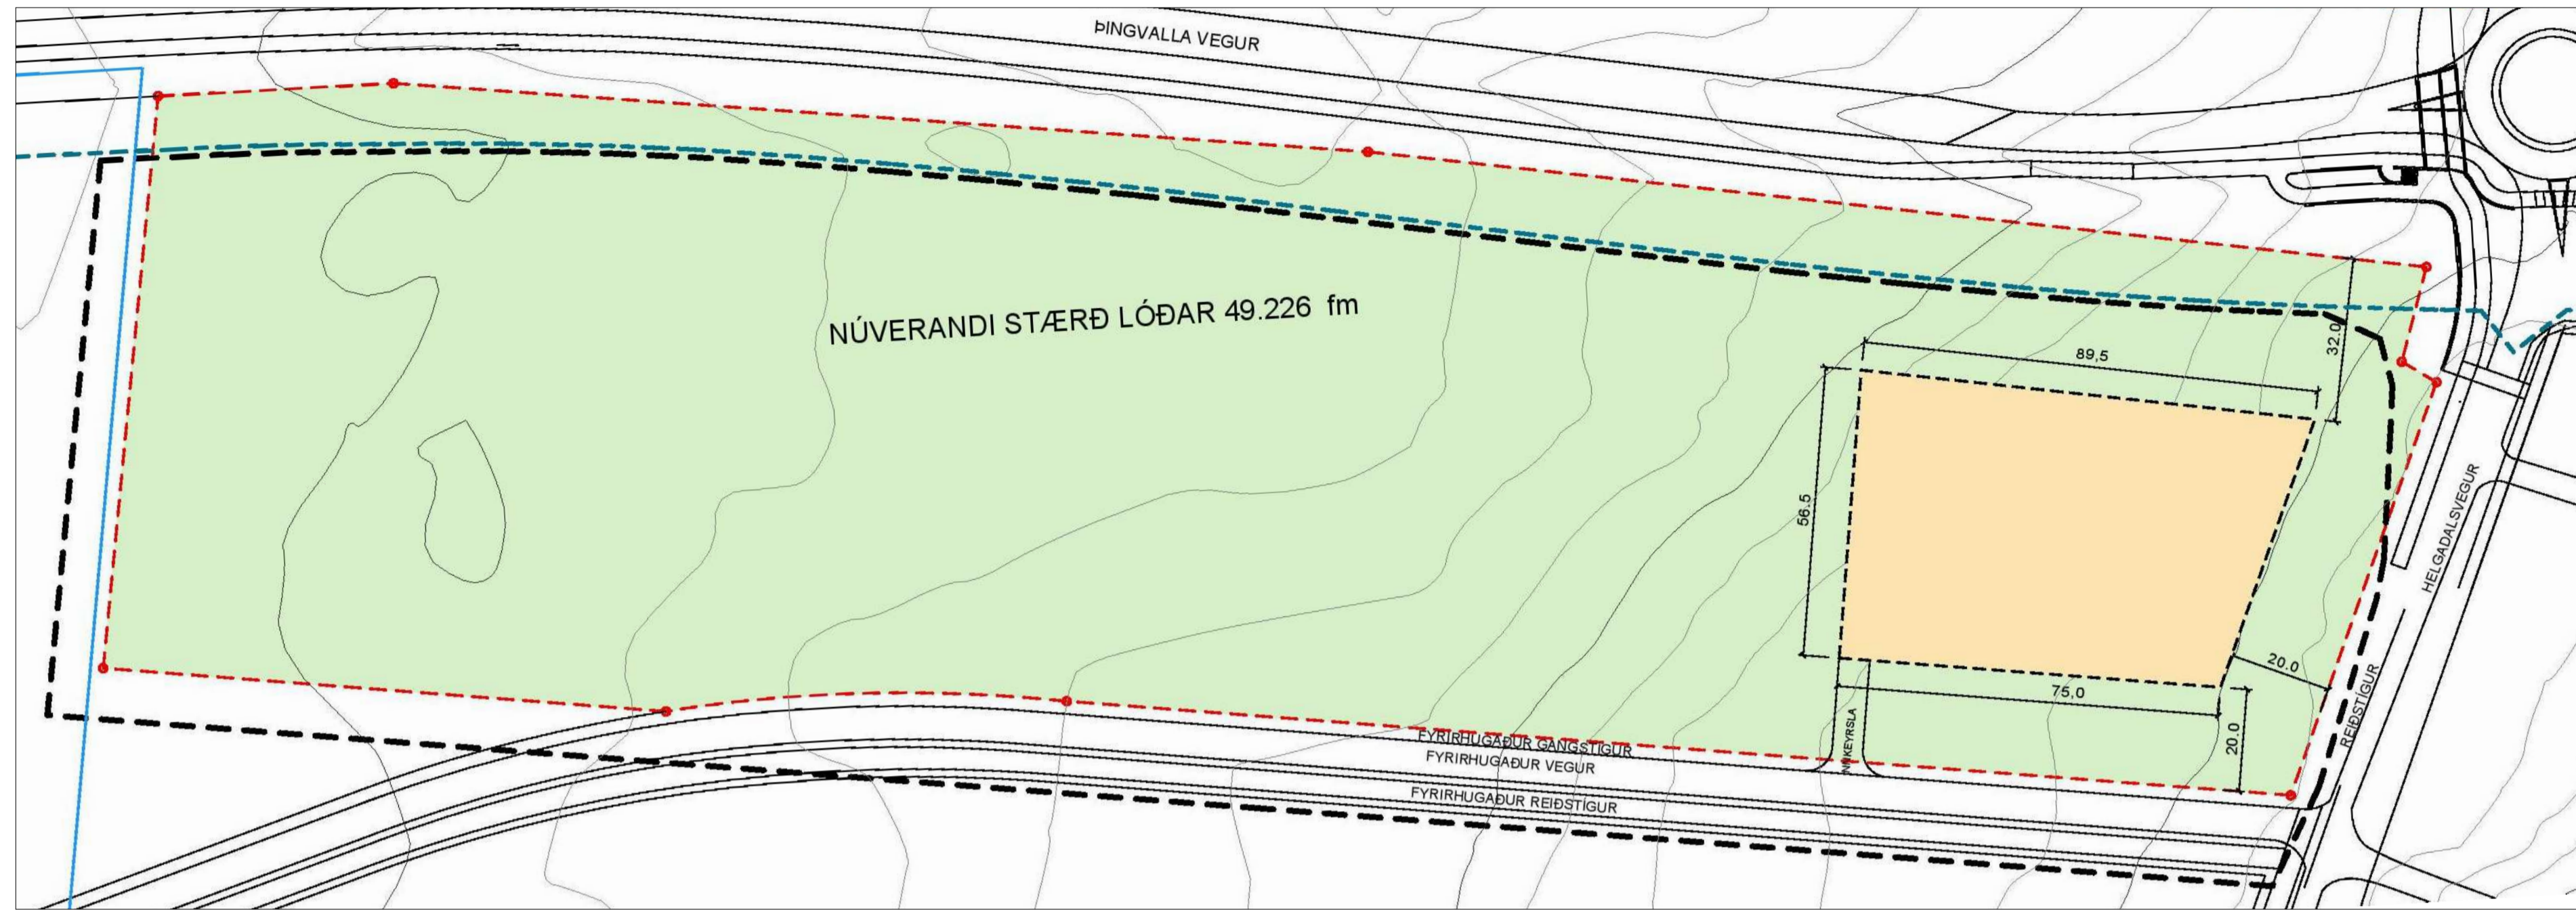 ÞINGVALLA VEGUR
NÚVERANDI STÆRÐ LÓÐAR 49.226 fm
32.0
89,5
56.5
HELGADALSVEGUR
20.0
REIÐSTÍGUR
75,0
20.0
INNKEYRSLA
FYRIRHUGAÐUR GANGSTÍGUR
FYRIRHUGAÐUR VEGUR
FYRIRHUGAÐUR REIÐSTÍGUR